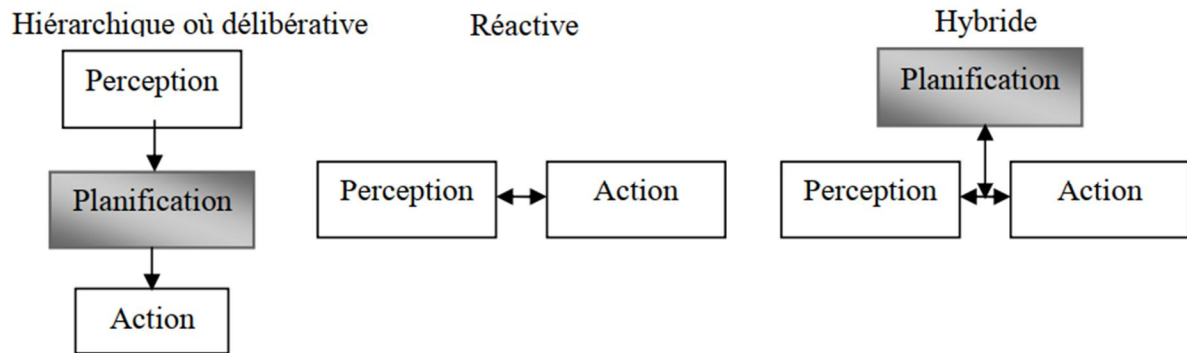 Hiérarchique où délibérative
Perception
Planification
Action
Réactive
Perception
Action
Hybride
Planification
Perception
Action